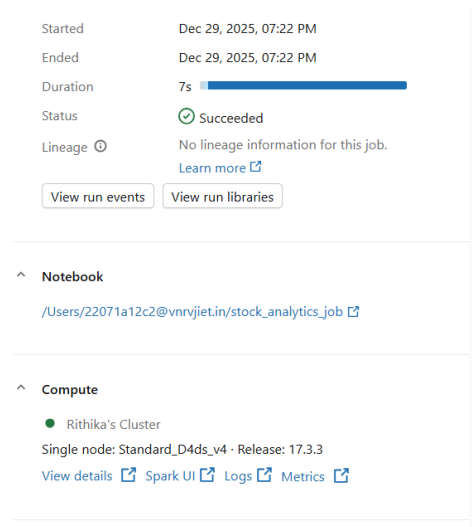 Started Dec 29, 2025, 07:22 PM
Ended Dec 29, 2025, 07:22 PM
Duration 7s
Status Succeeded
Lineage No lineage information for this job.
Learn more
View run events View run libraries
Notebook
/Users/22071a12c2@vnrvjiet.in/stock_analytics_job
Compute
Rithika's Cluster
Single node: Standard_D4ds_v4 · Release: 17.3.3
View details Spark UI Logs Metrics